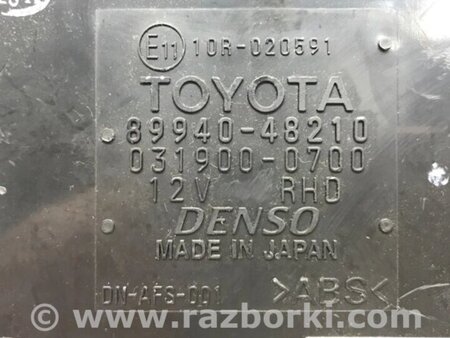 E11 10R-020591
TOYOTA
89940-48210
031900-0700
12V RHD
DENSO
MADE IN JAPAN
DN-AFS-001 >ABS<
© www.razborki.com